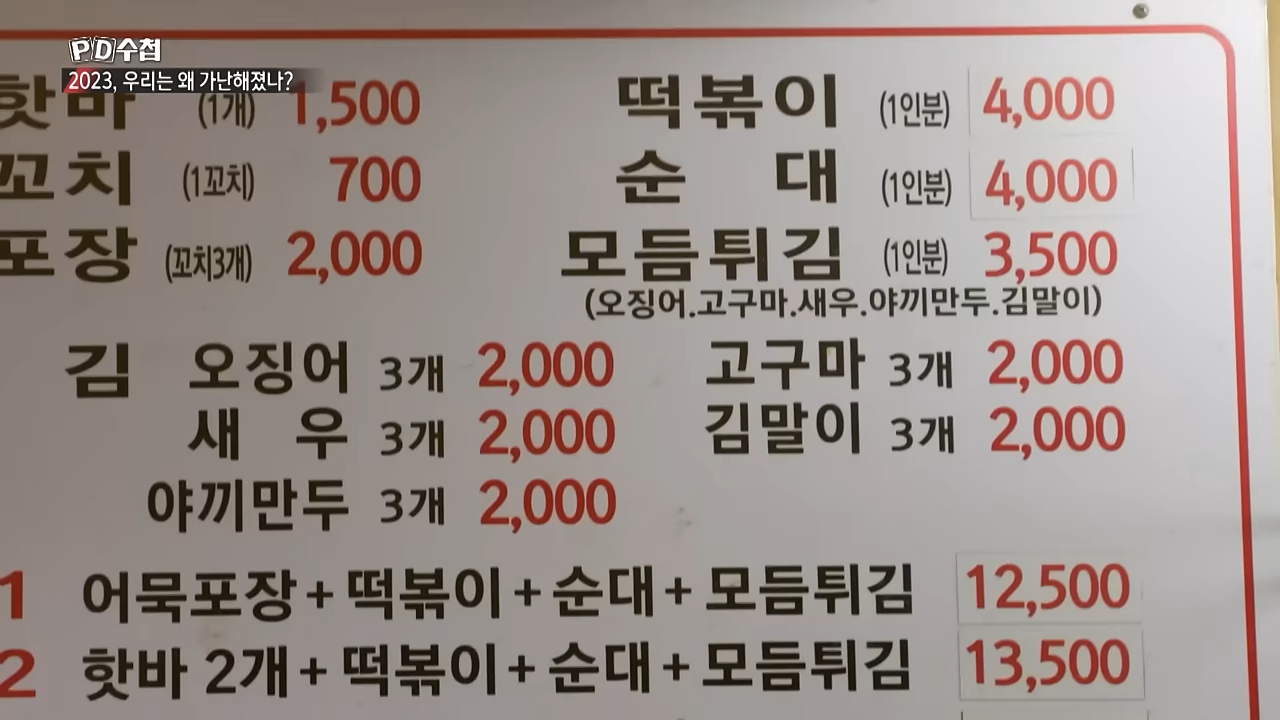 PD수첩
2023, 우리는 왜 가난해졌나?
핫바 (1개) 1,500 떡볶이 (1인분) 4,000
꼬치 (1꼬치) 700 순대 (1인분) 4,000
포장 (꼬치3개) 2,000 모듬튀김 (1인분) 3,500
(오징어.고구마.새우.야끼만두.김말이)
김 오징어 3개 2,000 고구마 3개 2,000
새우 3개 2,000 김말이 3개 2,000
야끼만두 3개 2,000
1 어묵포장+떡볶이+순대+모듬튀김 12,500
2 핫바 2개+떡볶이+순대+모듬튀김 13,500